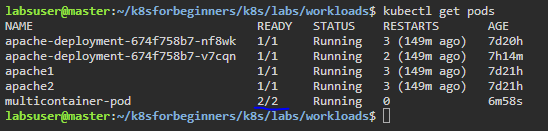 labsuser@master:~/k8sforbeginners/k8s/labs/workloads$ kubectl get pods
NAME READY STATUS RESTARTS AGE
apache-deployment-674f758b7-nf8wk 1/1 Running 3 (149m ago) 7d20h
apache-deployment-674f758b7-v7cqn 1/1 Running 2 (149m ago) 7h14m
apache1 1/1 Running 3 (149m ago) 7d21h
apache2 1/1 Running 3 (149m ago) 7d21h
multicontainer-pod 2/2 Running 0 6m58s
labsuser@master:~/k8sforbeginners/k8s/labs/workloads$